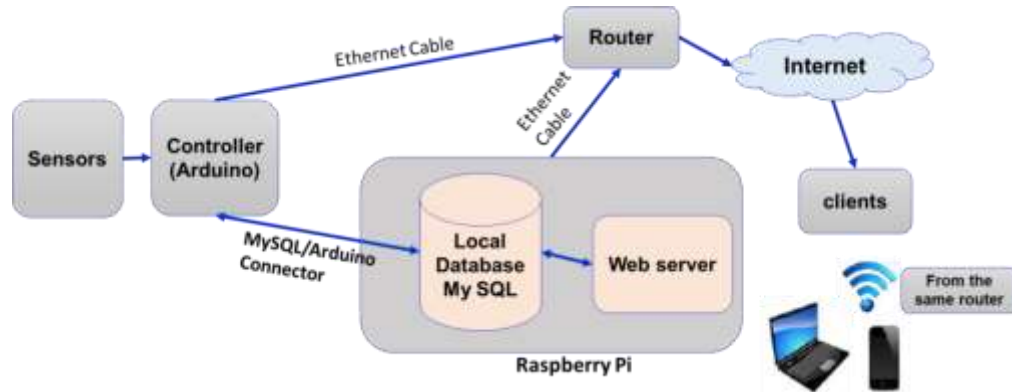 Ethernet Cable
Router
Internet
Ethernet
Cable
Sensors
Controller
(Arduino)
clients
MySQL/Arduino
Connector
Local
Database
My SQL
Web server
From the
same router
Raspberry Pi